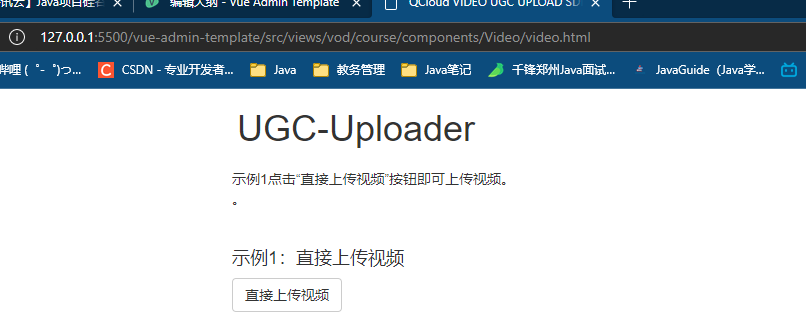 讯云】Java项目硅谷
编辑大纲 - Vue Admin Template
QCloud VIDEO UGC UPLOAD SD
127.0.0.1:5500/vue-admin-template/src/views/vod/course/components/Video/video.html
哔哩 (゜-゜)つ...
CSDN - 专业开发者...
Java
教务管理
Java笔记
千锋郑州Java面试...
JavaGuide（Java学...
UGC-Uploader
示例1点击“直接上传视频”按钮即可上传视频。
。
示例1：直接上传视频
直接上传视频